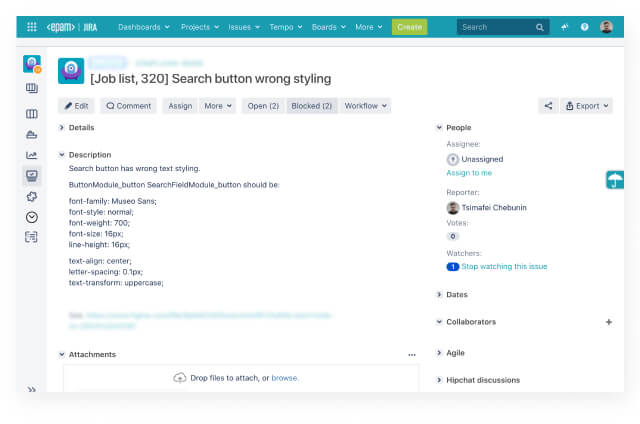 <epam> | JIRA Dashboards Projects Issues Tempo Boards More Create Search
[Job list, 320] Search button wrong styling
Edit Comment Assign More Open (2) Blocked (2) Workflow Export
Details
Description
Search button has wrong text styling.
ButtonModule_button SearchFieldModule_button should be:
font-family: Museo Sans;
font-style: normal;
font-weight: 700;
font-size: 16px;
line-height: 16px;
text-align: center;
letter-spacing: 0.1px;
text-transform: uppercase;
Attachments
Drop files to attach, or browse.
People
Assignee:
Unassigned
Assign to me
Reporter:
Tsimafei Chebunin
Votes:
0
Watchers:
1 Stop watching this issue
Dates
Collaborators
Agile
Hipchat discussions